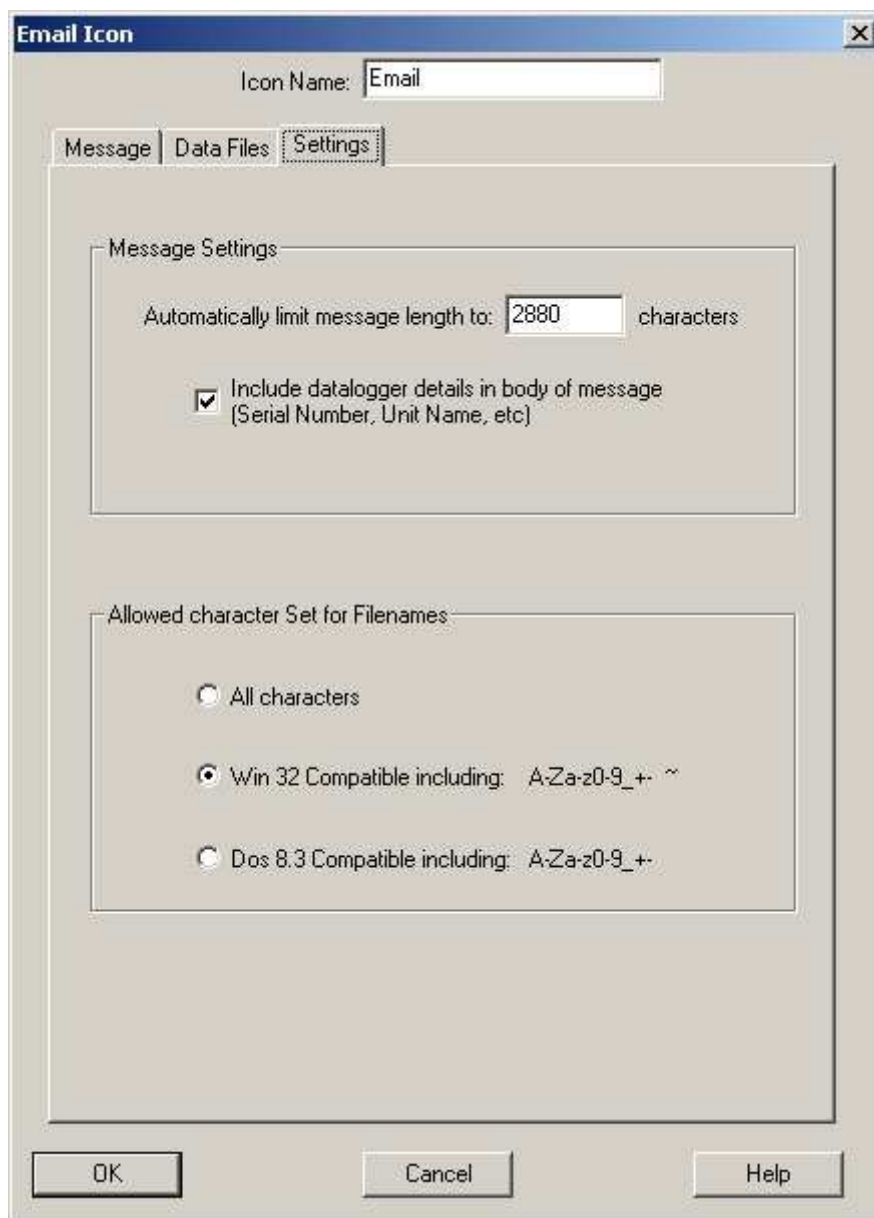 Email Icon
Icon Name: Email
Message Data Files Settings
Message Settings
Automatically limit message length to: 2880 characters
Include datalogger details in body of message
(Serial Number, Unit Name, etc)
Allowed character Set for Filenames
All characters
Win 32 Compatible including: A-Za-z0-9_+- ~
Dos 8.3 Compatible including: A-Za-z0-9_+-
OK Cancel Help